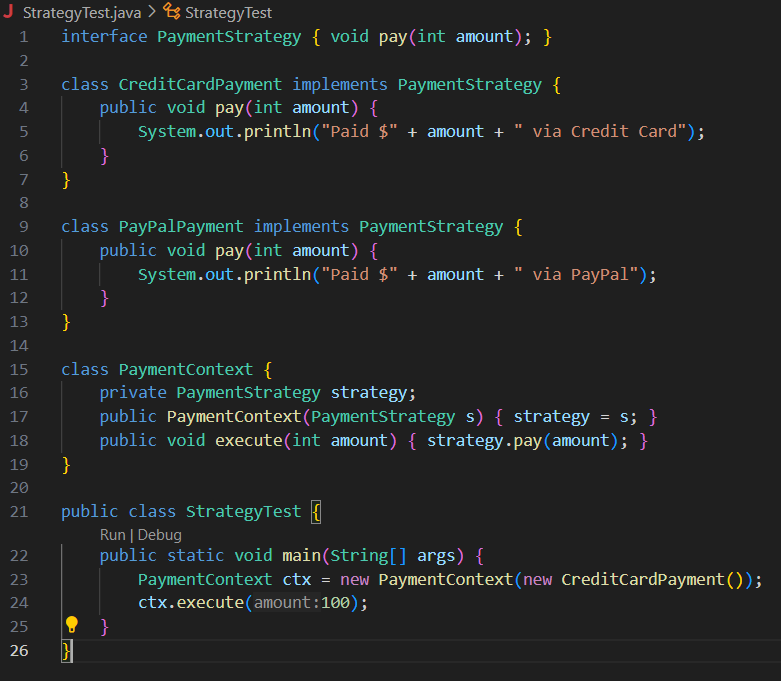 J StrategyTest.java > StrategyTest
1 interface PaymentStrategy { void pay(int amount); }
2
3 class CreditCardPayment implements PaymentStrategy {
4     public void pay(int amount) {
5         System.out.println("Paid $" + amount + " via Credit Card");
6     }
7 }
8
9 class PayPalPayment implements PaymentStrategy {
10     public void pay(int amount) {
11         System.out.println("Paid $" + amount + " via PayPal");
12     }
13 }
14
15 class PaymentContext {
16     private PaymentStrategy strategy;
17     public PaymentContext(PaymentStrategy s) { strategy = s; }
18     public void execute(int amount) { strategy.pay(amount); }
19 }
20
21 public class StrategyTest {
Run | Debug
22     public static void main(String[] args) {
23         PaymentContext ctx = new PaymentContext(new CreditCardPayment());
24         ctx.execute(amount:100);
25     }
26 }